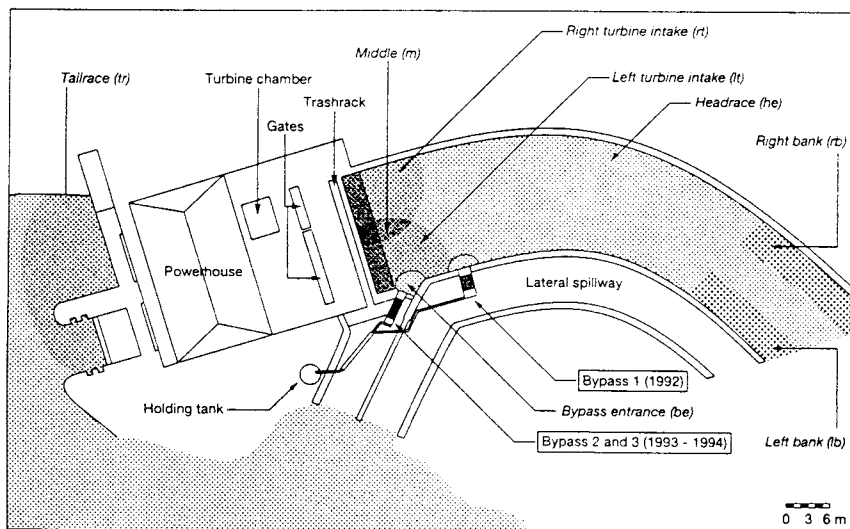 Right turbine intake (rt)
Middle (m)
Tailrace (tr)
Turbine chamber
Left turbine intake (lt)
Trashrack
Headrace (he)
Gates
Right bank (rb)
Powerhouse
Lateral spillway
Bypass 1 (1992)
Holding tank
Bypass entrance (be)
Bypass 2 and 3 (1993 - 1994)
Left bank (lb)
0 3 6 m